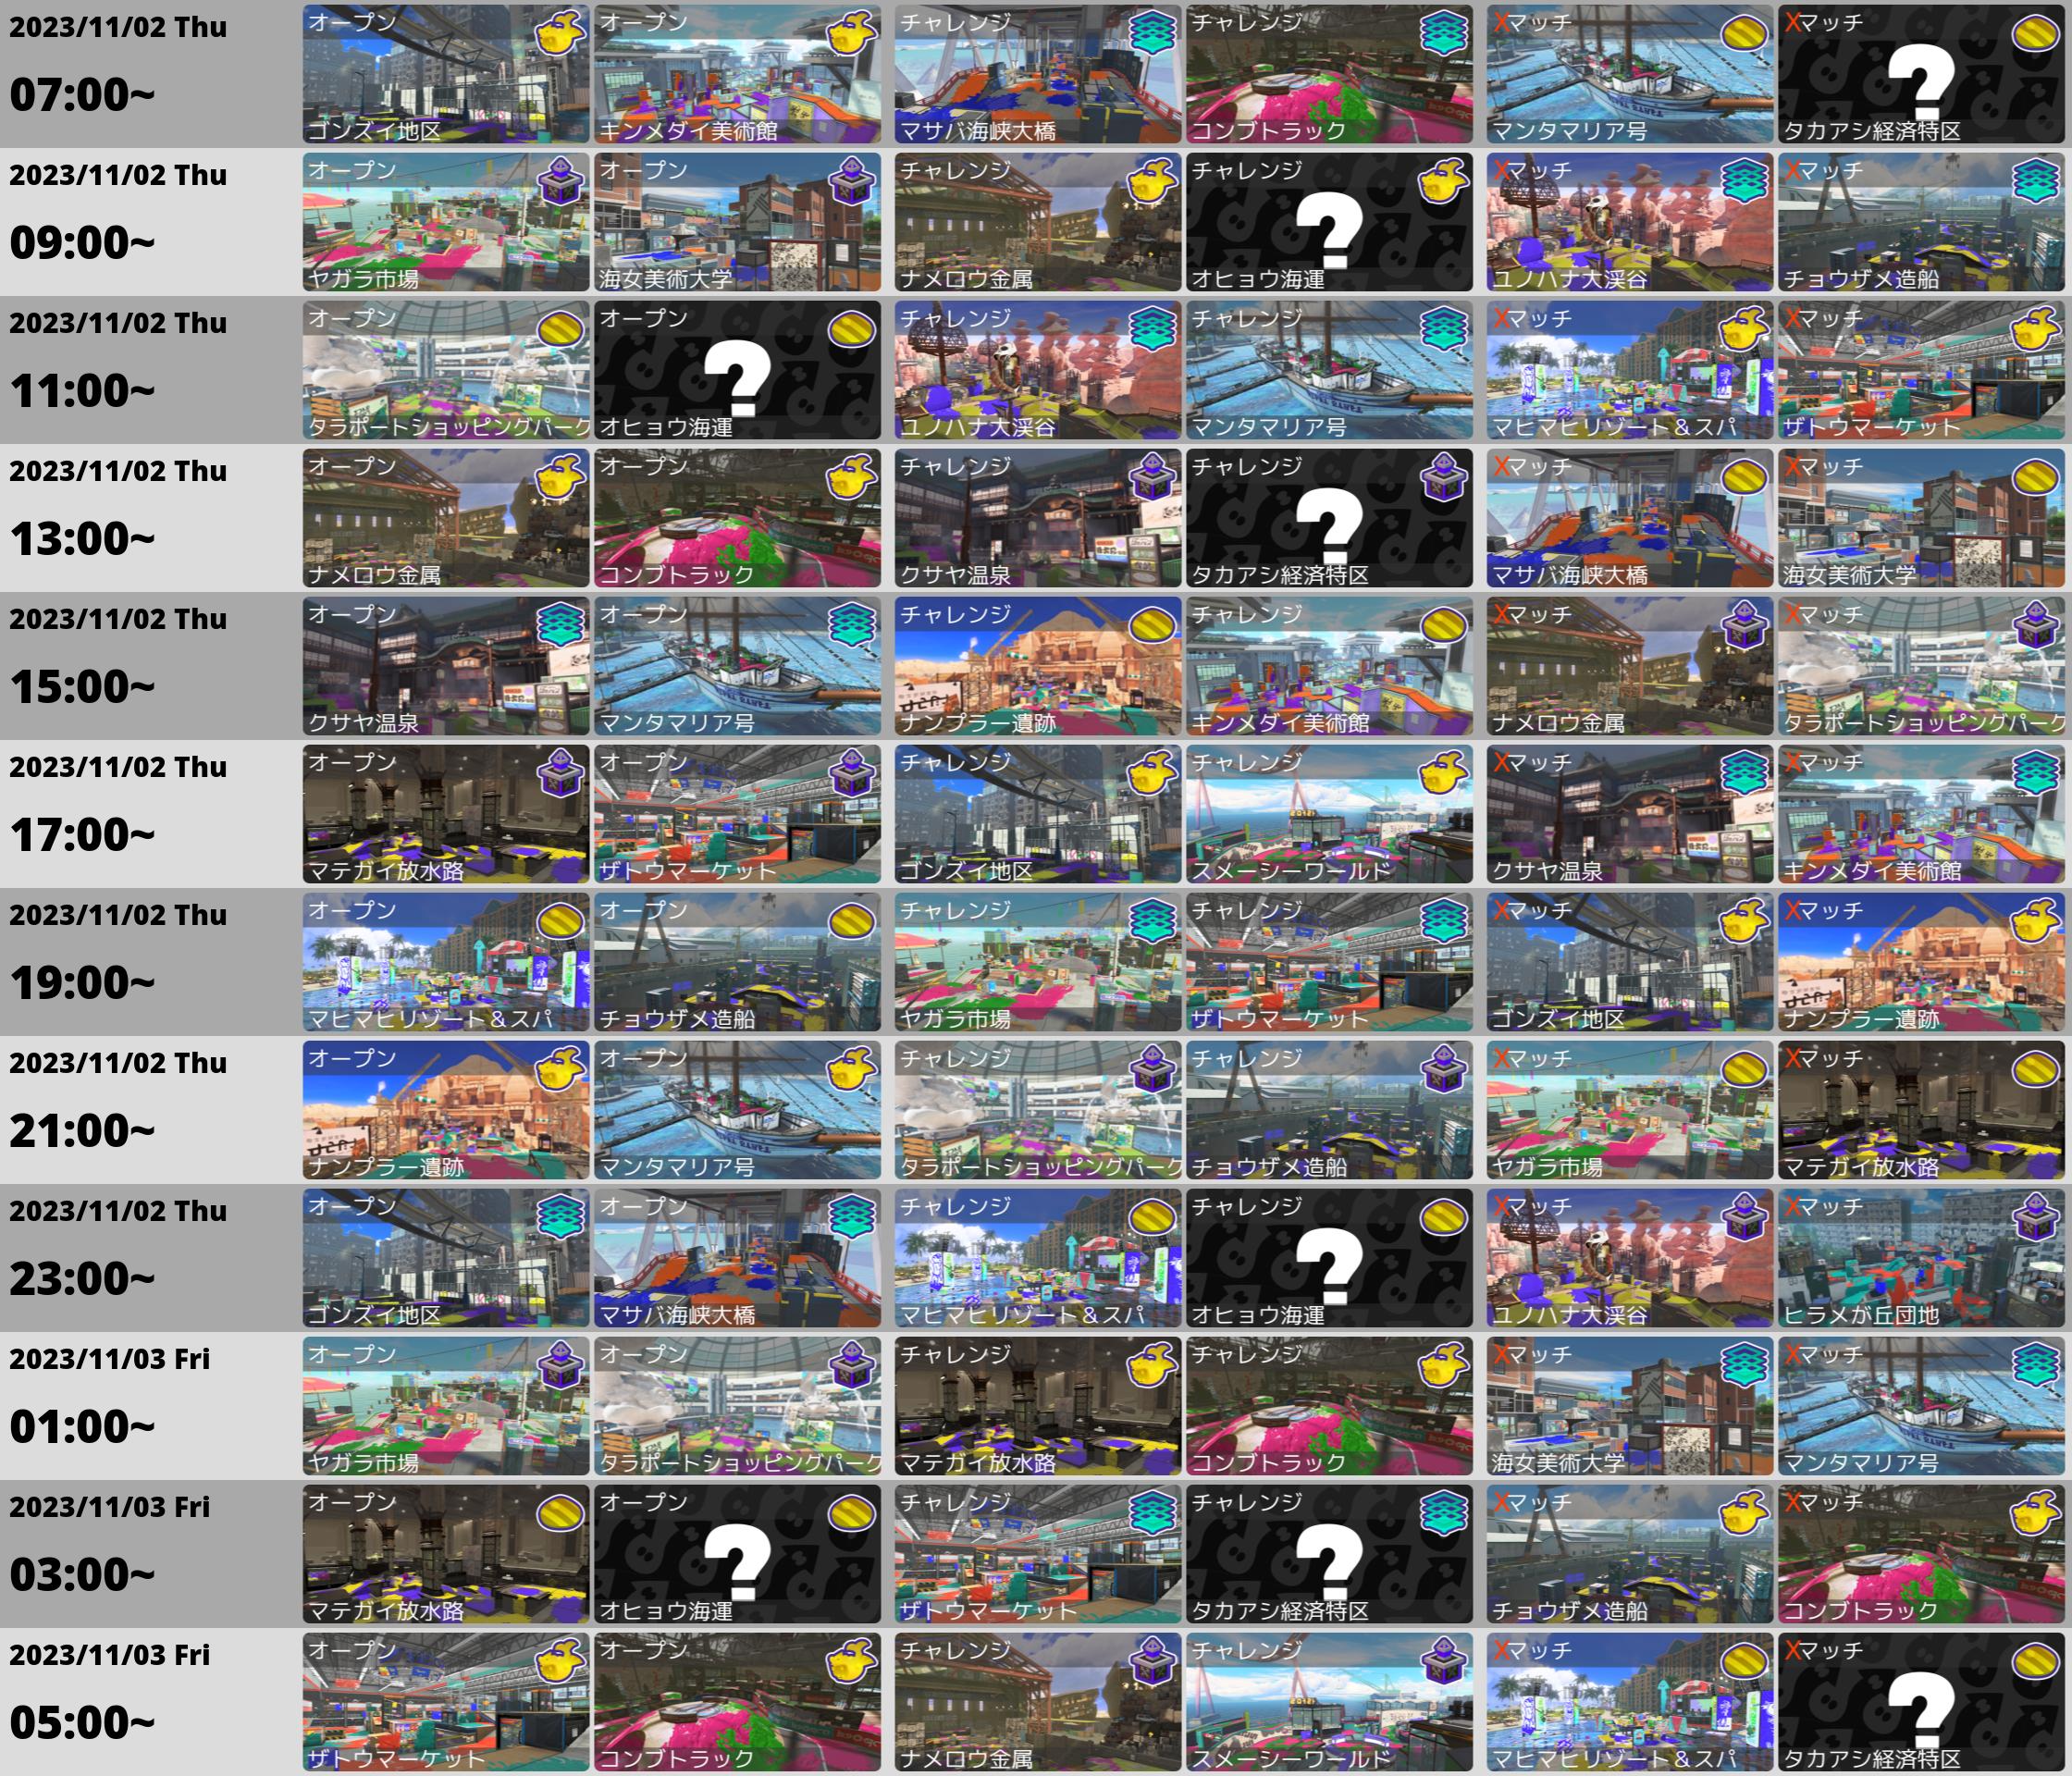 2023/11/02 Thu
07:00~
オープン
ゴンズイ地区
オープン
キンメダイ美術館
チャレンジ
マサバ海峡大橋
チャレンジ
コンブトラック
Xマッチ
マンタマリア号
Xマッチ
?
タカアシ経済特区
2023/11/02 Thu
09:00~
オープン
ヤガラ市場
オープン
海女美術大学
チャレンジ
ナメロウ金属
チャレンジ
?
オヒョウ海運
Xマッチ
ユノハナ大渓谷
Xマッチ
チョウザメ造船
2023/11/02 Thu
11:00~
オープン
タラポートショッピングパーク
オープン
?
オヒョウ海運
チャレンジ
ユノハナ大渓谷
チャレンジ
マンタマリア号
Xマッチ
マヒマヒリゾート&スパ
Xマッチ
ザトウマーケット
2023/11/02 Thu
13:00~
オープン
ナメロウ金属
オープン
コンブトラック
チャレンジ
クサヤ温泉
チャレンジ
?
タカアシ経済特区
Xマッチ
マサバ海峡大橋
Xマッチ
海女美術大学
2023/11/02 Thu
15:00~
オープン
クサヤ温泉
オープン
マンタマリア号
チャレンジ
ナンプラー遺跡
チャレンジ
キンメダイ美術館
Xマッチ
ナメロウ金属
Xマッチ
タラポートショッピングパーク
2023/11/02 Thu
17:00~
オープン
マテガイ放水路
オープン
ザトウマーケット
チャレンジ
ゴンズイ地区
チャレンジ
スメーシーワールド
Xマッチ
クサヤ温泉
Xマッチ
キンメダイ美術館
2023/11/02 Thu
19:00~
オープン
マヒマヒリゾート&スパ
オープン
チョウザメ造船
チャレンジ
ヤガラ市場
チャレンジ
ザトウマーケット
Xマッチ
ゴンズイ地区
Xマッチ
ナンプラー遺跡
2023/11/02 Thu
21:00~
オープン
ナンプラー遺跡
オープン
マンタマリア号
チャレンジ
タラポートショッピングパーク
チャレンジ
チョウザメ造船
Xマッチ
ヤガラ市場
Xマッチ
マテガイ放水路
2023/11/02 Thu
23:00~
オープン
ゴンズイ地区
オープン
マサバ海峡大橋
チャレンジ
マヒマヒリゾート&スパ
チャレンジ
?
オヒョウ海運
Xマッチ
ユノハナ大渓谷
Xマッチ
ヒラメが丘団地
2023/11/03 Fri
01:00~
オープン
ヤガラ市場
オープン
タラポートショッピングパーク
チャレンジ
マテガイ放水路
チャレンジ
コンブトラック
Xマッチ
海女美術大学
Xマッチ
マンタマリア号
2023/11/03 Fri
03:00~
オープン
マテガイ放水路
オープン
?
オヒョウ海運
チャレンジ
ザトウマーケット
チャレンジ
?
タカアシ経済特区
Xマッチ
チョウザメ造船
Xマッチ
コンブトラック
2023/11/03 Fri
05:00~
オープン
ザトウマーケット
オープン
コンブトラック
チャレンジ
ナメロウ金属
チャレンジ
スメーシーワールド
Xマッチ
マヒマヒリゾート&スパ
Xマッチ
?
タカアシ経済特区